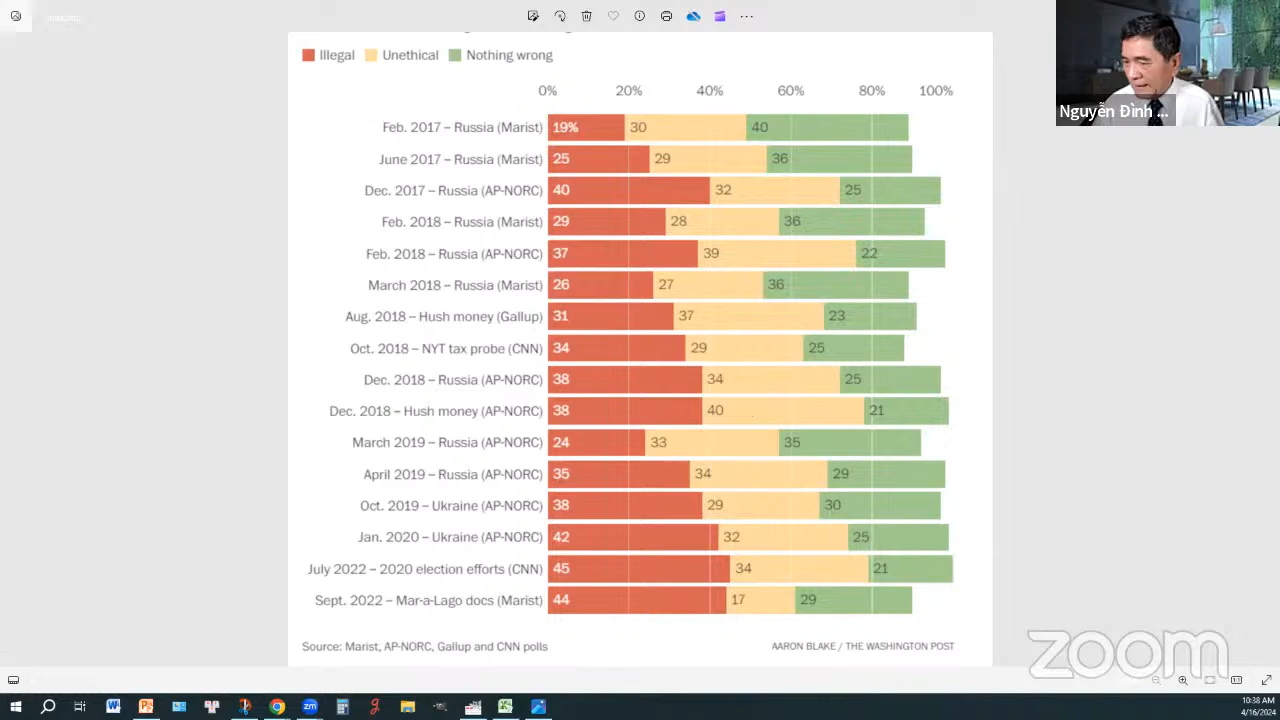 Illegal Unethical Nothing wrong
0% 20% 40% 60% 80% 100%
Feb. 2017 – Russia (Marist) 19% 30 40
June 2017 – Russia (Marist) 25 29 36
Dec. 2017 – Russia (AP-NORC) 40 32 25
Feb. 2018 – Russia (Marist) 29 28 36
Feb. 2018 – Russia (AP-NORC) 37 39 22
March 2018 – Russia (Marist) 26 27 36
Aug. 2018 – Hush money (Gallup) 31 37 23
Oct. 2018 – NYT tax probe (CNN) 34 29 25
Dec. 2018 – Russia (AP-NORC) 38 34 25
Dec. 2018 – Hush money (AP-NORC) 38 40 21
March 2019 – Russia (AP-NORC) 24 33 35
April 2019 – Russia (AP-NORC) 35 34 29
Oct. 2019 – Ukraine (AP-NORC) 38 29 30
Jan. 2020 – Ukraine (AP-NORC) 42 32 25
July 2022 – 2020 election efforts (CNN) 45 34 21
Sept. 2022 – Mar-a-Lago docs (Marist) 44 17 29
Source: Marist, AP-NORC, Gallup and CNN polls
AARON BLAKE / THE WASHINGTON POST
Nguyễn Đình ...
zoom
10:38 AM
4/16/2024